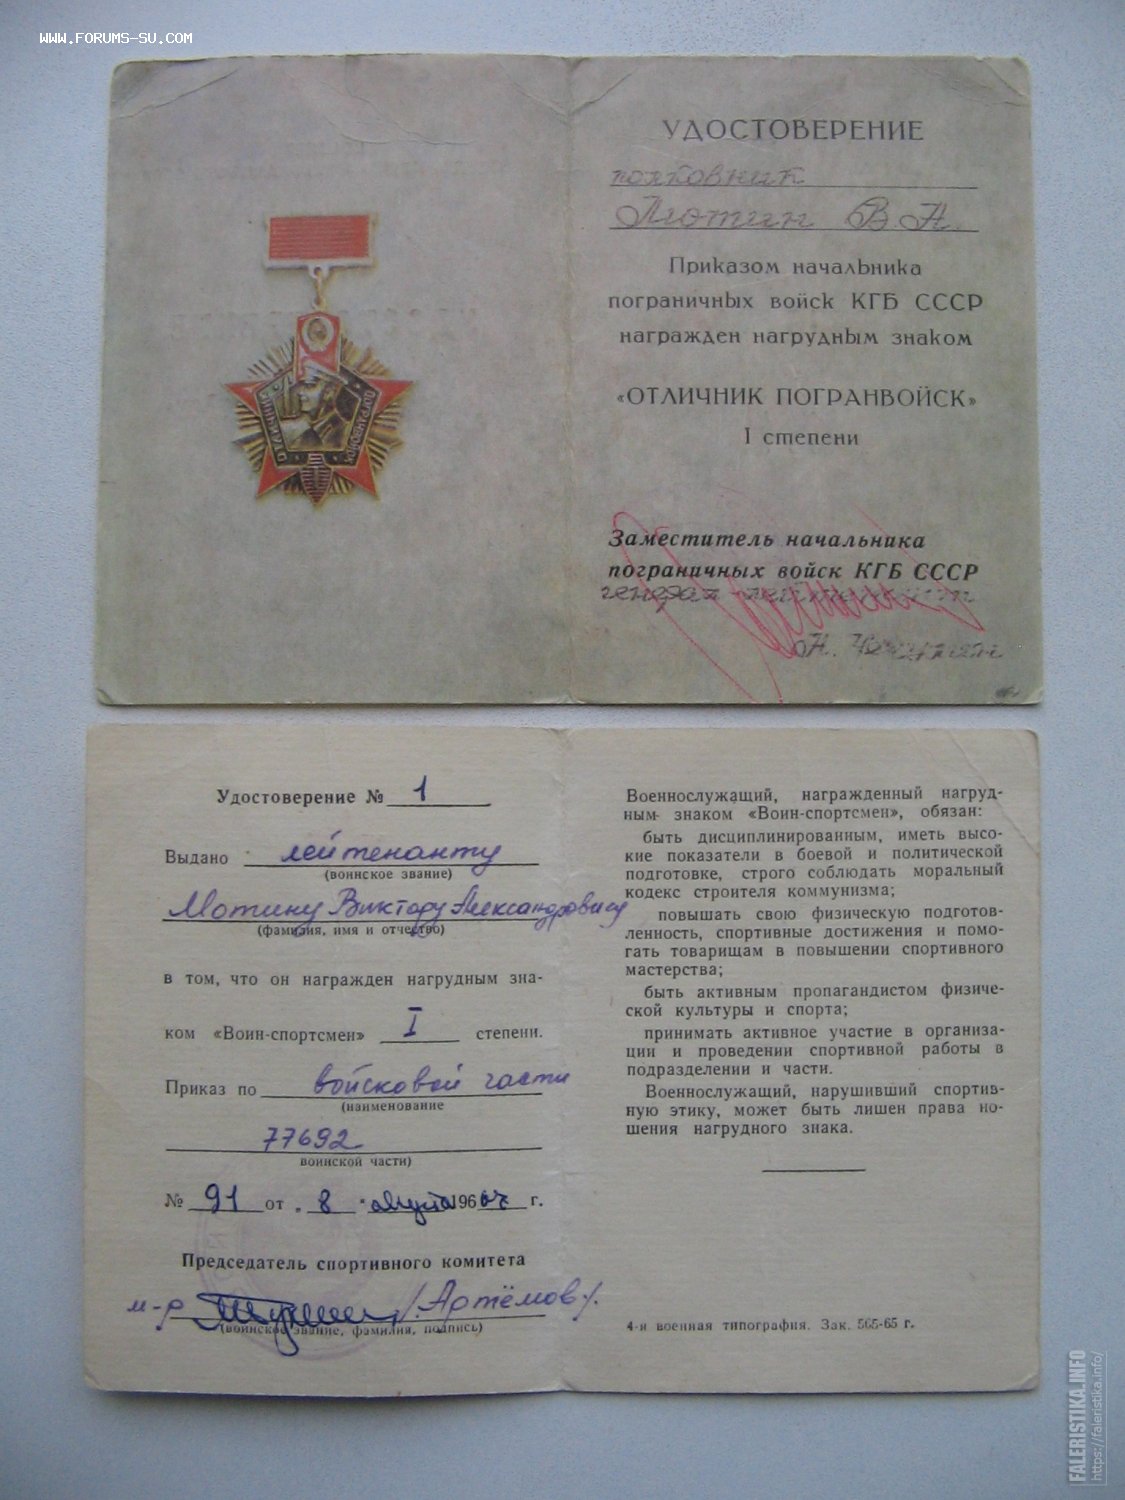 www.forums-su.com
УДОСТОВЕРЕНИЕ
полковник
Мотин В. А.
Приказом начальника
пограничных войск КГБ СССР
награжден нагрудным знаком
«ОТЛИЧНИК ПОГРАНВОЙСК»
I степени
ОТЛИЧНИК
ПОГРАНВОЙСК
Заместитель начальника
пограничных войск КГБ СССР
генерал-лейтенант
Удостоверение № 1
Выдано лейтенанту
(воинское звание)
Мотину Виктору Александровичу
(фамилия, имя и отчество)
в том, что он награжден нагрудным зна-
ком «Воин-спортсмен» I степени.
Приказ по войсковой части
(наименование
77692
воинской части)
№ 91 от „ 8 " августа 1967 г.
Председатель спортивного комитета
м-р /Артёмов/.
(воинское звание, фамилия, подпись)
Военнослужащий, награжденный нагруд-
ным знаком «Воин-спортсмен», обязан:
быть дисциплинированным, иметь высо-
кие показатели в боевой и политической
подготовке, строго соблюдать моральный
кодекс строителя коммунизма;
повышать свою физическую подготов-
ленность, спортивные достижения и помо-
гать товарищам в повышении спортивного
мастерства;
быть активным пропагандистом физиче-
ской культуры и спорта;
принимать активное участие в организа-
ции и проведении спортивной работы в
подразделении и части.
Военнослужащий, нарушивший спортив-
ную этику, может быть лишен права но-
шения нагрудного знака.
4-я военная типография. Зак. 565-65 г.
FALERISTIKA.INFO
https://faleristika.info/